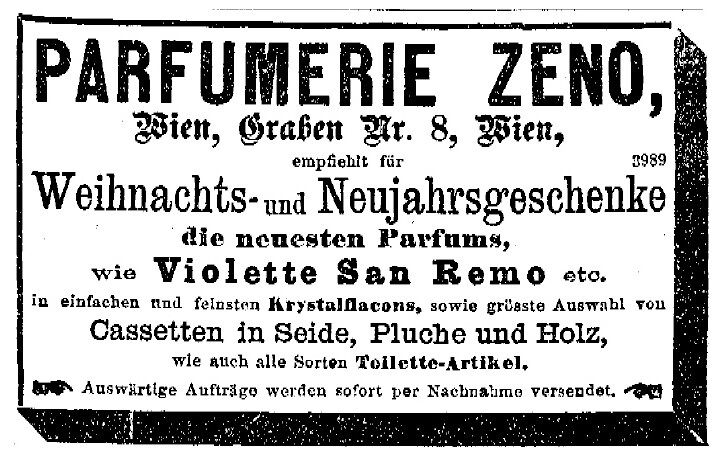 PARFUMERIE ZENO,
Wien, Graben Nr. 8, Wien,
empfiehlt für 3989
Weihnachts- und Neujahrsgeschenke
die neuesten Parfums,
wie Violette San Remo etc.
in einfachen und feinsten Krystalflacons, sowie grösste Auswahl von
Cassetten in Seide, Pluche und Holz,
wie auch alle Sorten Toilette-Artikel.
Auswärtige Aufträge werden sofort per Nachnahme versendet.